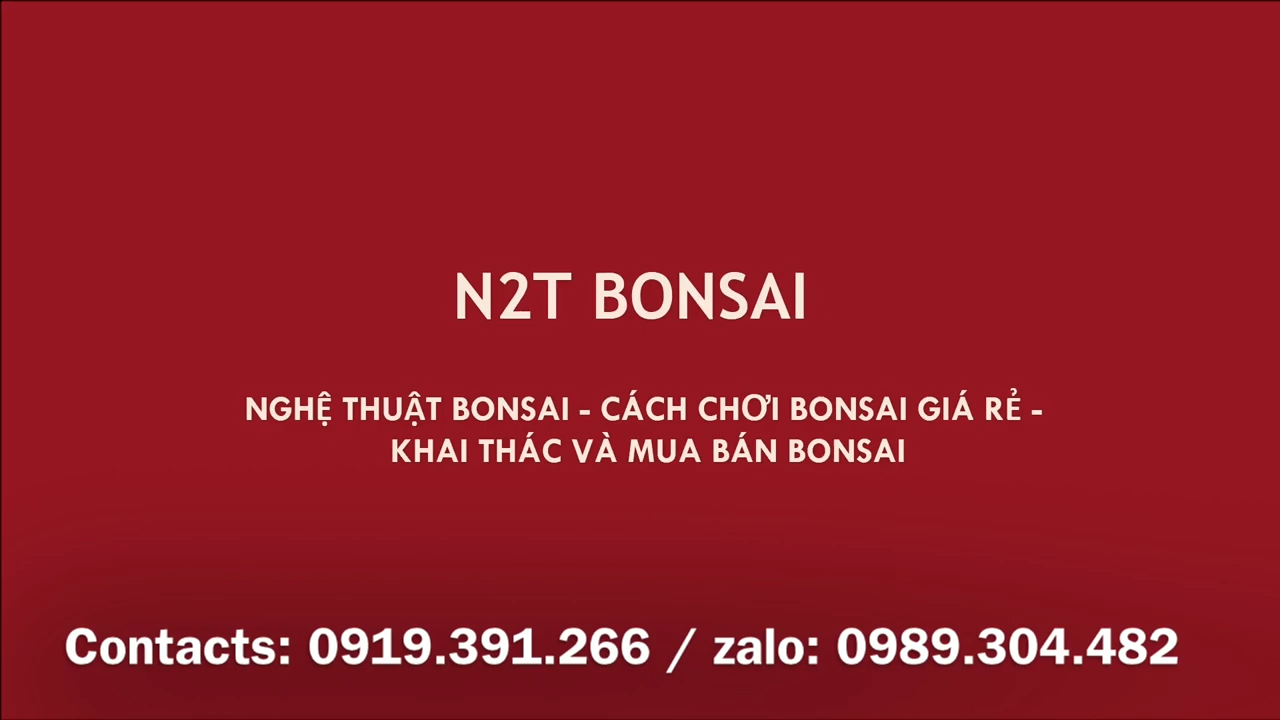 N2T BONSAI
NGHỆ THUẬT BONSAI - CÁCH CHƠI BONSAI GIÁ RẺ -
KHAI THÁC VÀ MUA BÁN BONSAI
Contacts: 0919.391.266 / zalo: 0989.304.482